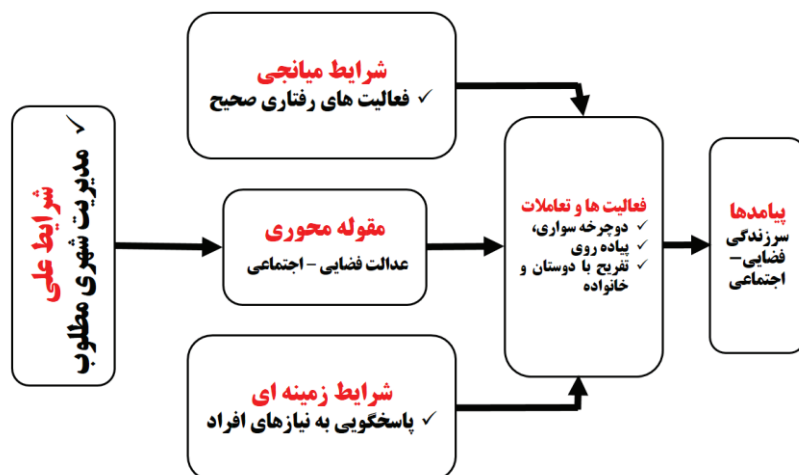 شرایط میانجی
✓ فعالیت های رفتاری صحیح
شرایط علی
✓ مدیریت شهری مطلوب
مقوله محوری
عدالت فضایی – اجتماعی
شرایط زمینه ای
✓ پاسخگویی به نیازهای افراد
فعالیت ها و تعاملات
✓ دوچرخه سواری،
✓ پیاده روی
✓ تفریح با دوستان و
خانواده
پیامدها
سرزندگی
فضایی–
اجتماعی